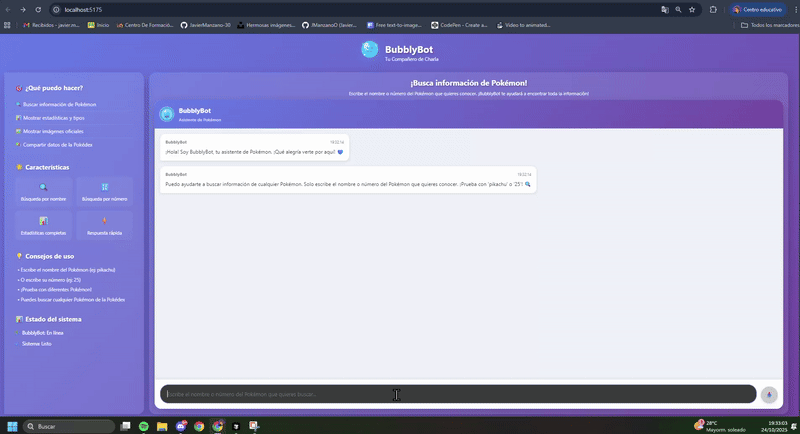 localhost:5175
Centro educativo
Recibidos - javier.m...
Inicio
Centro De Formació...
JavierManzano-30
Hermosas imágenes...
JManzanoO (Javier...
Free text-to-image...
CodePen - Create a...
Video to animated...
Todos los marcadores
BubblyBot
Tu Compañero de Charla
¿Qué puedo hacer?
Buscar información de Pokémon
Mostrar estadísticas y tipos
Mostrar imágenes oficiales
Compartir datos de la Pokédex
Características
Búsqueda por nombre
Búsqueda por número
Estadísticas completas
Respuesta rápida
Consejos de uso
• Escribe el nombre del Pokémon (ej: pikachu)
• O escribe su número (ej: 25)
• ¡Prueba con diferentes Pokémon!
• Puedes buscar cualquier Pokémon de la Pokédex
Estado del sistema
BubblyBot: En línea
Sistema: Listo
¡Busca información de Pokémon!
Escribe el nombre o número del Pokémon que quieres conocer. ¡BubblyBot te ayudará a encontrar toda la información!
BubblyBot
Asistente de Pokémon
BubblyBot
¡Hola! Soy BubblyBot, tu asistente de Pokémon. ¡Qué alegría verte por aquí!
BubblyBot
Puedo ayudarte a buscar información de cualquier Pokémon. Solo escribe el nombre o número del Pokémon que quieres conocer. ¡Prueba con 'pikachu' o '25'!
Escribe el nombre o número del Pokémon que quieres buscar...
Buscar
28°C
Mayorm. soleado
19:33:03
24/10/2025